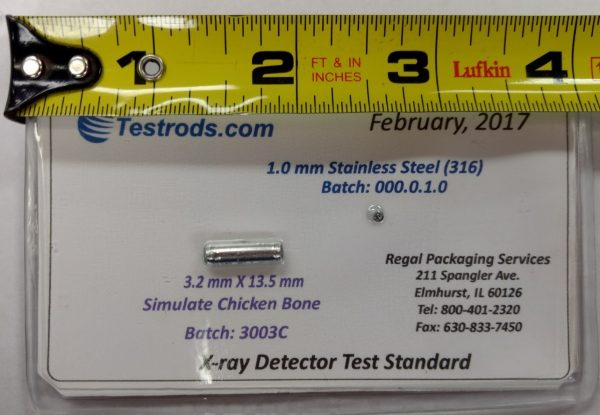 1 2 FT & IN 3 Lufkin 4 1
INCHES
Testrods.com February, 2017
1.0 mm Stainless Steel (316)
Batch: 000.0.1.0
3.2 mm X 13.5 mm
Simulate Chicken Bone
Batch: 3003C
Regal Packaging Services
211 Spangler Ave.
Elmhurst, IL 60126
Tel: 800-401-2320
Fax: 630-833-7450
X-ray Detector Test Standard